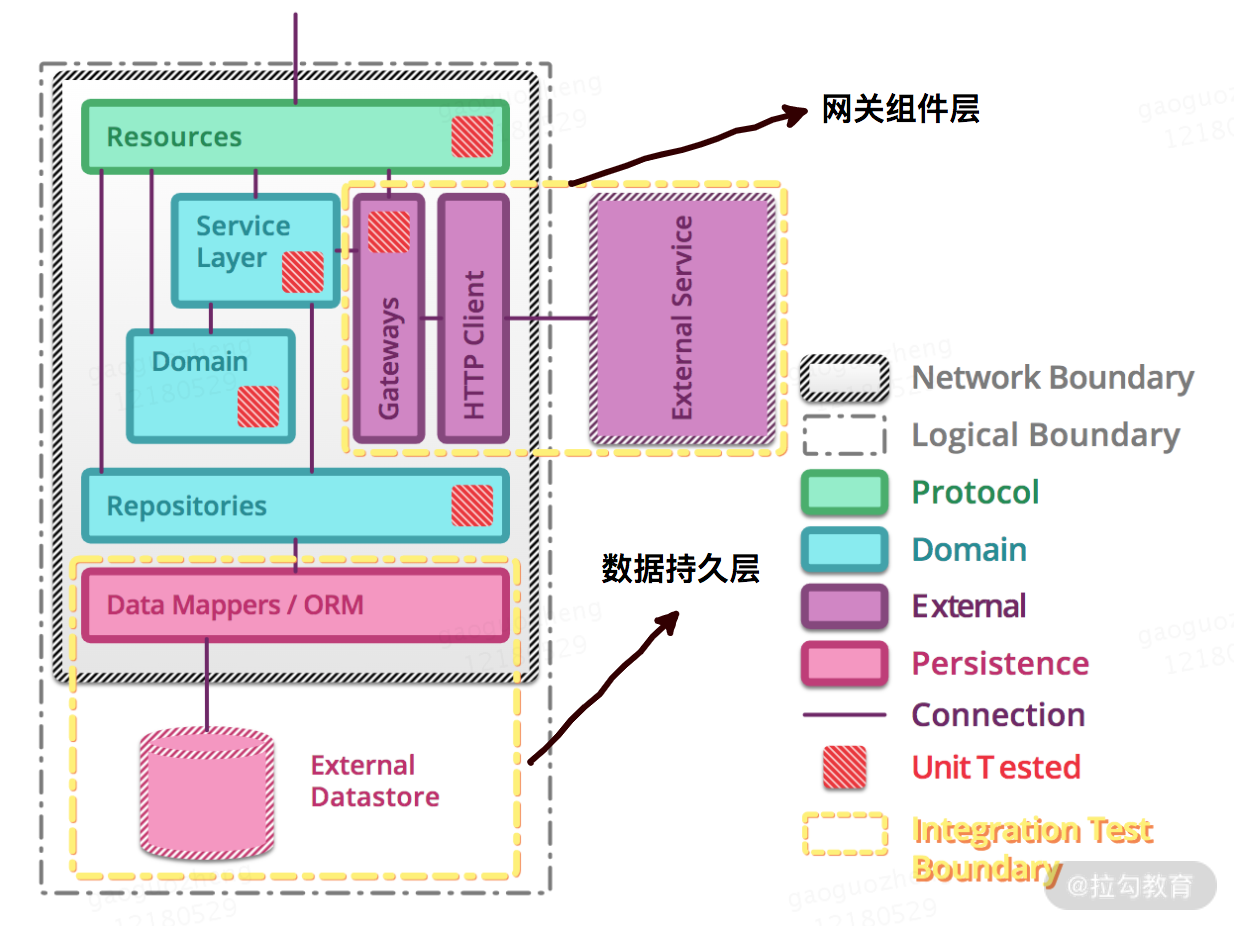 网关组件层
Resources
Service
Layer
Gateways
HTTP Client
External Service
Domain
Repositories
数据持久层
Data Mappers / ORM
External
Datastore
Network Boundary
Logical Boundary
Protocol
Domain
External
Persistence
Connection
Unit Tested
Integration Test
Boundary
@拉勾教育
gaoguozheng
12180529